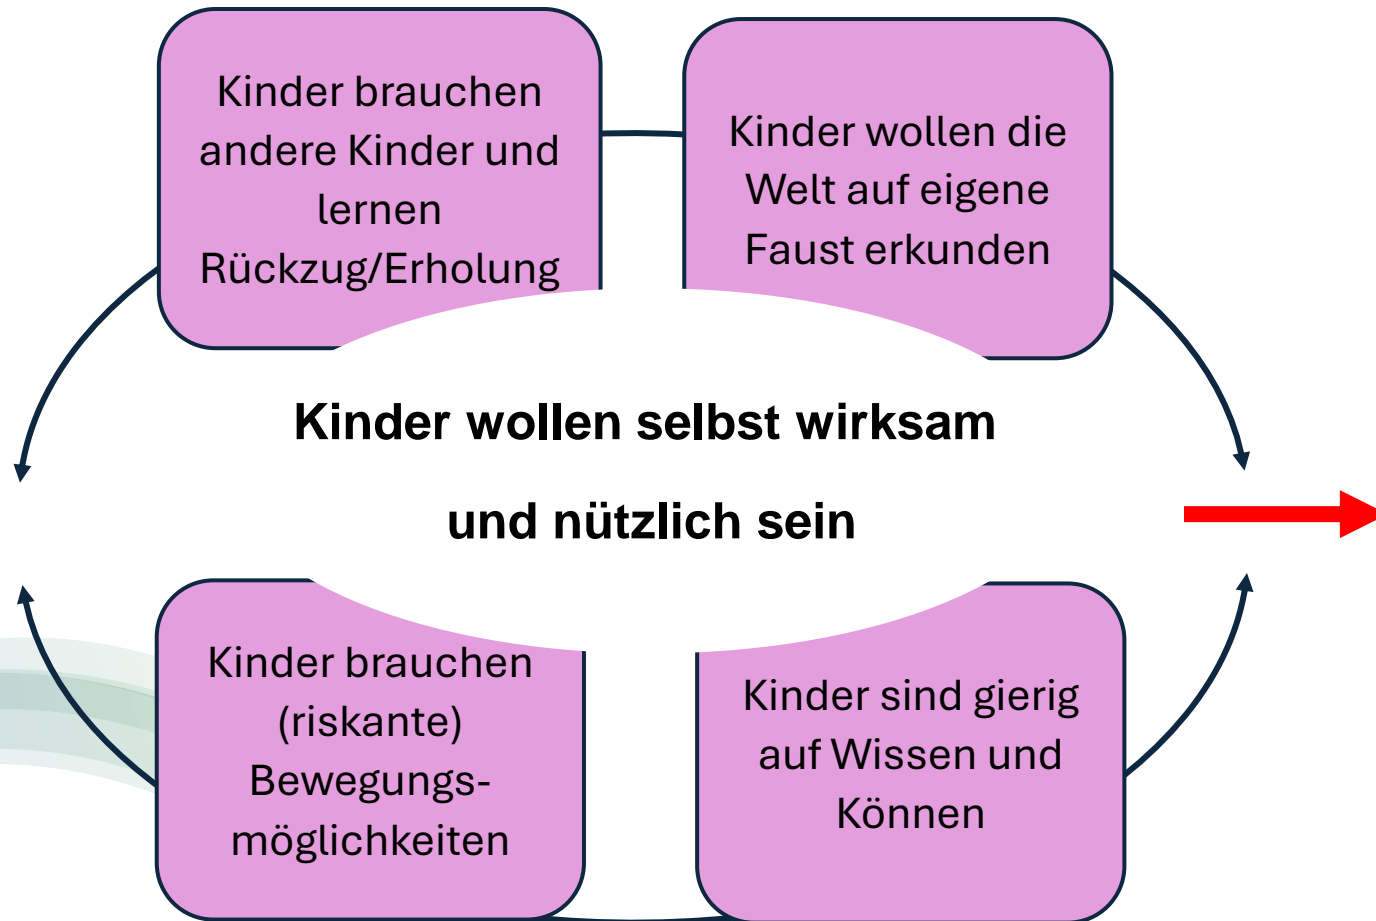 Kinder brauchen
andere Kinder und
lernen
Rückzug/Erholung
Kinder wollen die
Welt auf eigene
Faust erkunden
Kinder wollen selbst wirksam
und nützlich sein
Kinder brauchen
(riskante)
Bewegungs-
möglichkeiten
Kinder sind gierig
auf Wissen und
Können